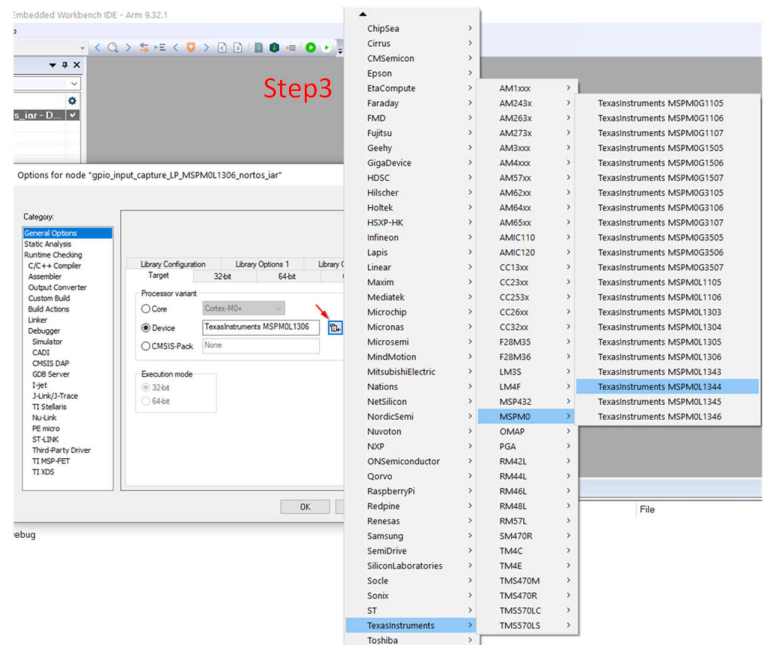 Embedded Workbench IDE - Arm 9.32.1
Step3
s_iar - D...
Options for node "gpio_input_capture_LP_MSPM0L1306_nortos_iar"
Category:
General Options
Static Analysis
Runtime Checking
C/C++ Compiler
Assembler
Output Converter
Custom Build
Build Actions
Linker
Debugger
Simulator
CADI
CMSIS DAP
GDB Server
I-jet
J-Link/J-Trace
TI Stellaris
Nu-Link
PE micro
ST-LINK
Third-Party Driver
TI MSP-FET
TI XDS
Library Configuration
Library Options 1
Library
Target
32-bit
64-bit
Processor variant
Core
Cortex-M0+
Device
TexasInstruments MSPM0L1306
CMSIS-Pack
None
Execution mode
32-bit
64-bit
OK
ebug
File
ChipSea
Cirrus
CMSemicon
Epson
EtaCompute
Faraday
FMD
Fujitsu
Geehy
GigaDevice
HDSC
Hilscher
Holtek
HSXP-HK
Infineon
Lapis
Linear
Maxim
Mediatek
Microchip
Micronas
Microsemi
MindMotion
MitsubishiElectric
Nations
NetSilicon
NordicSemi
Nuvoton
NXP
ONSemiconductor
Qorvo
RaspberryPi
Redpine
Renesas
Samsung
SemiDrive
SiliconLaboratories
Socle
Sonix
ST
TexasInstruments
Toshiba
AM1xxx
AM243x
AM263x
AM273x
AM3xxx
AM4xxx
AM57xx
AM62xx
AM64xx
AM65xx
AMIC110
AMIC120
CC13xx
CC23xx
CC253x
CC26xx
CC32xx
F28M35
F28M36
LM3S
LM4F
MSP432
MSPM0
OMAP
PGA
RM42L
RM44L
RM46L
RM48L
RM57L
SM470R
TM4C
TM4E
TMS470M
TMS470R
TMS570LC
TMS570LS
TexasInstruments MSPM0G1105
TexasInstruments MSPM0G1106
TexasInstruments MSPM0G1107
TexasInstruments MSPM0G1505
TexasInstruments MSPM0G1506
TexasInstruments MSPM0G1507
TexasInstruments MSPM0G3105
TexasInstruments MSPM0G3106
TexasInstruments MSPM0G3107
TexasInstruments MSPM0G3505
TexasInstruments MSPM0G3506
TexasInstruments MSPM0G3507
TexasInstruments MSPM0L1105
TexasInstruments MSPM0L1106
TexasInstruments MSPM0L1303
TexasInstruments MSPM0L1304
TexasInstruments MSPM0L1305
TexasInstruments MSPM0L1306
TexasInstruments MSPM0L1343
TexasInstruments MSPM0L1344
TexasInstruments MSPM0L1345
TexasInstruments MSPM0L1346